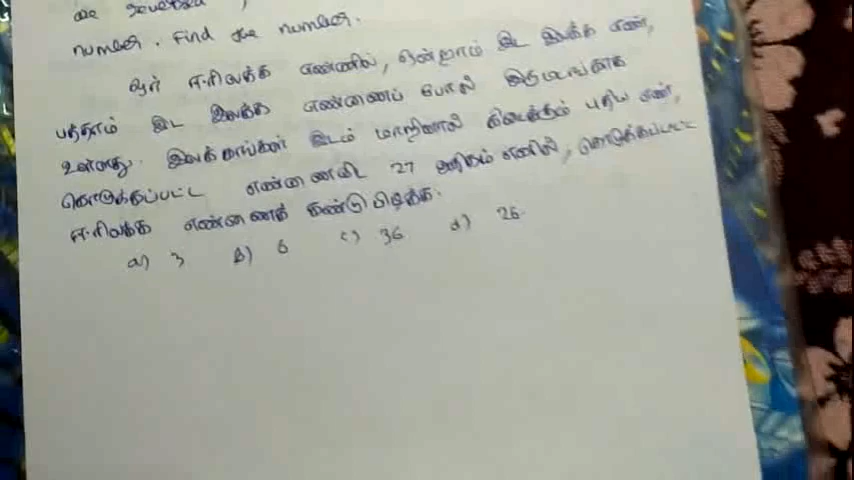 are reversed,
number. Find the number.
ஓர் ஈரிலக்க எண்ணில், ஒன்றாம் இட இலக்க எண்,
பத்தாம் இட இலக்க எண்ணைப் போல் இருமடங்காக
உள்ளது. இலக்கங்கள் இடம் மாறினால் கிடைக்கும் புதிய எண்,
கொடுக்கப்பட்ட எண்ணைவிட 27 அதிகம் எனில், கொடுக்கப்பட்ட
ஈரிலக்க எண்ணைக் கண்டுபிடிக்க.
a) 3 b) 6 c) 36 d) 26.